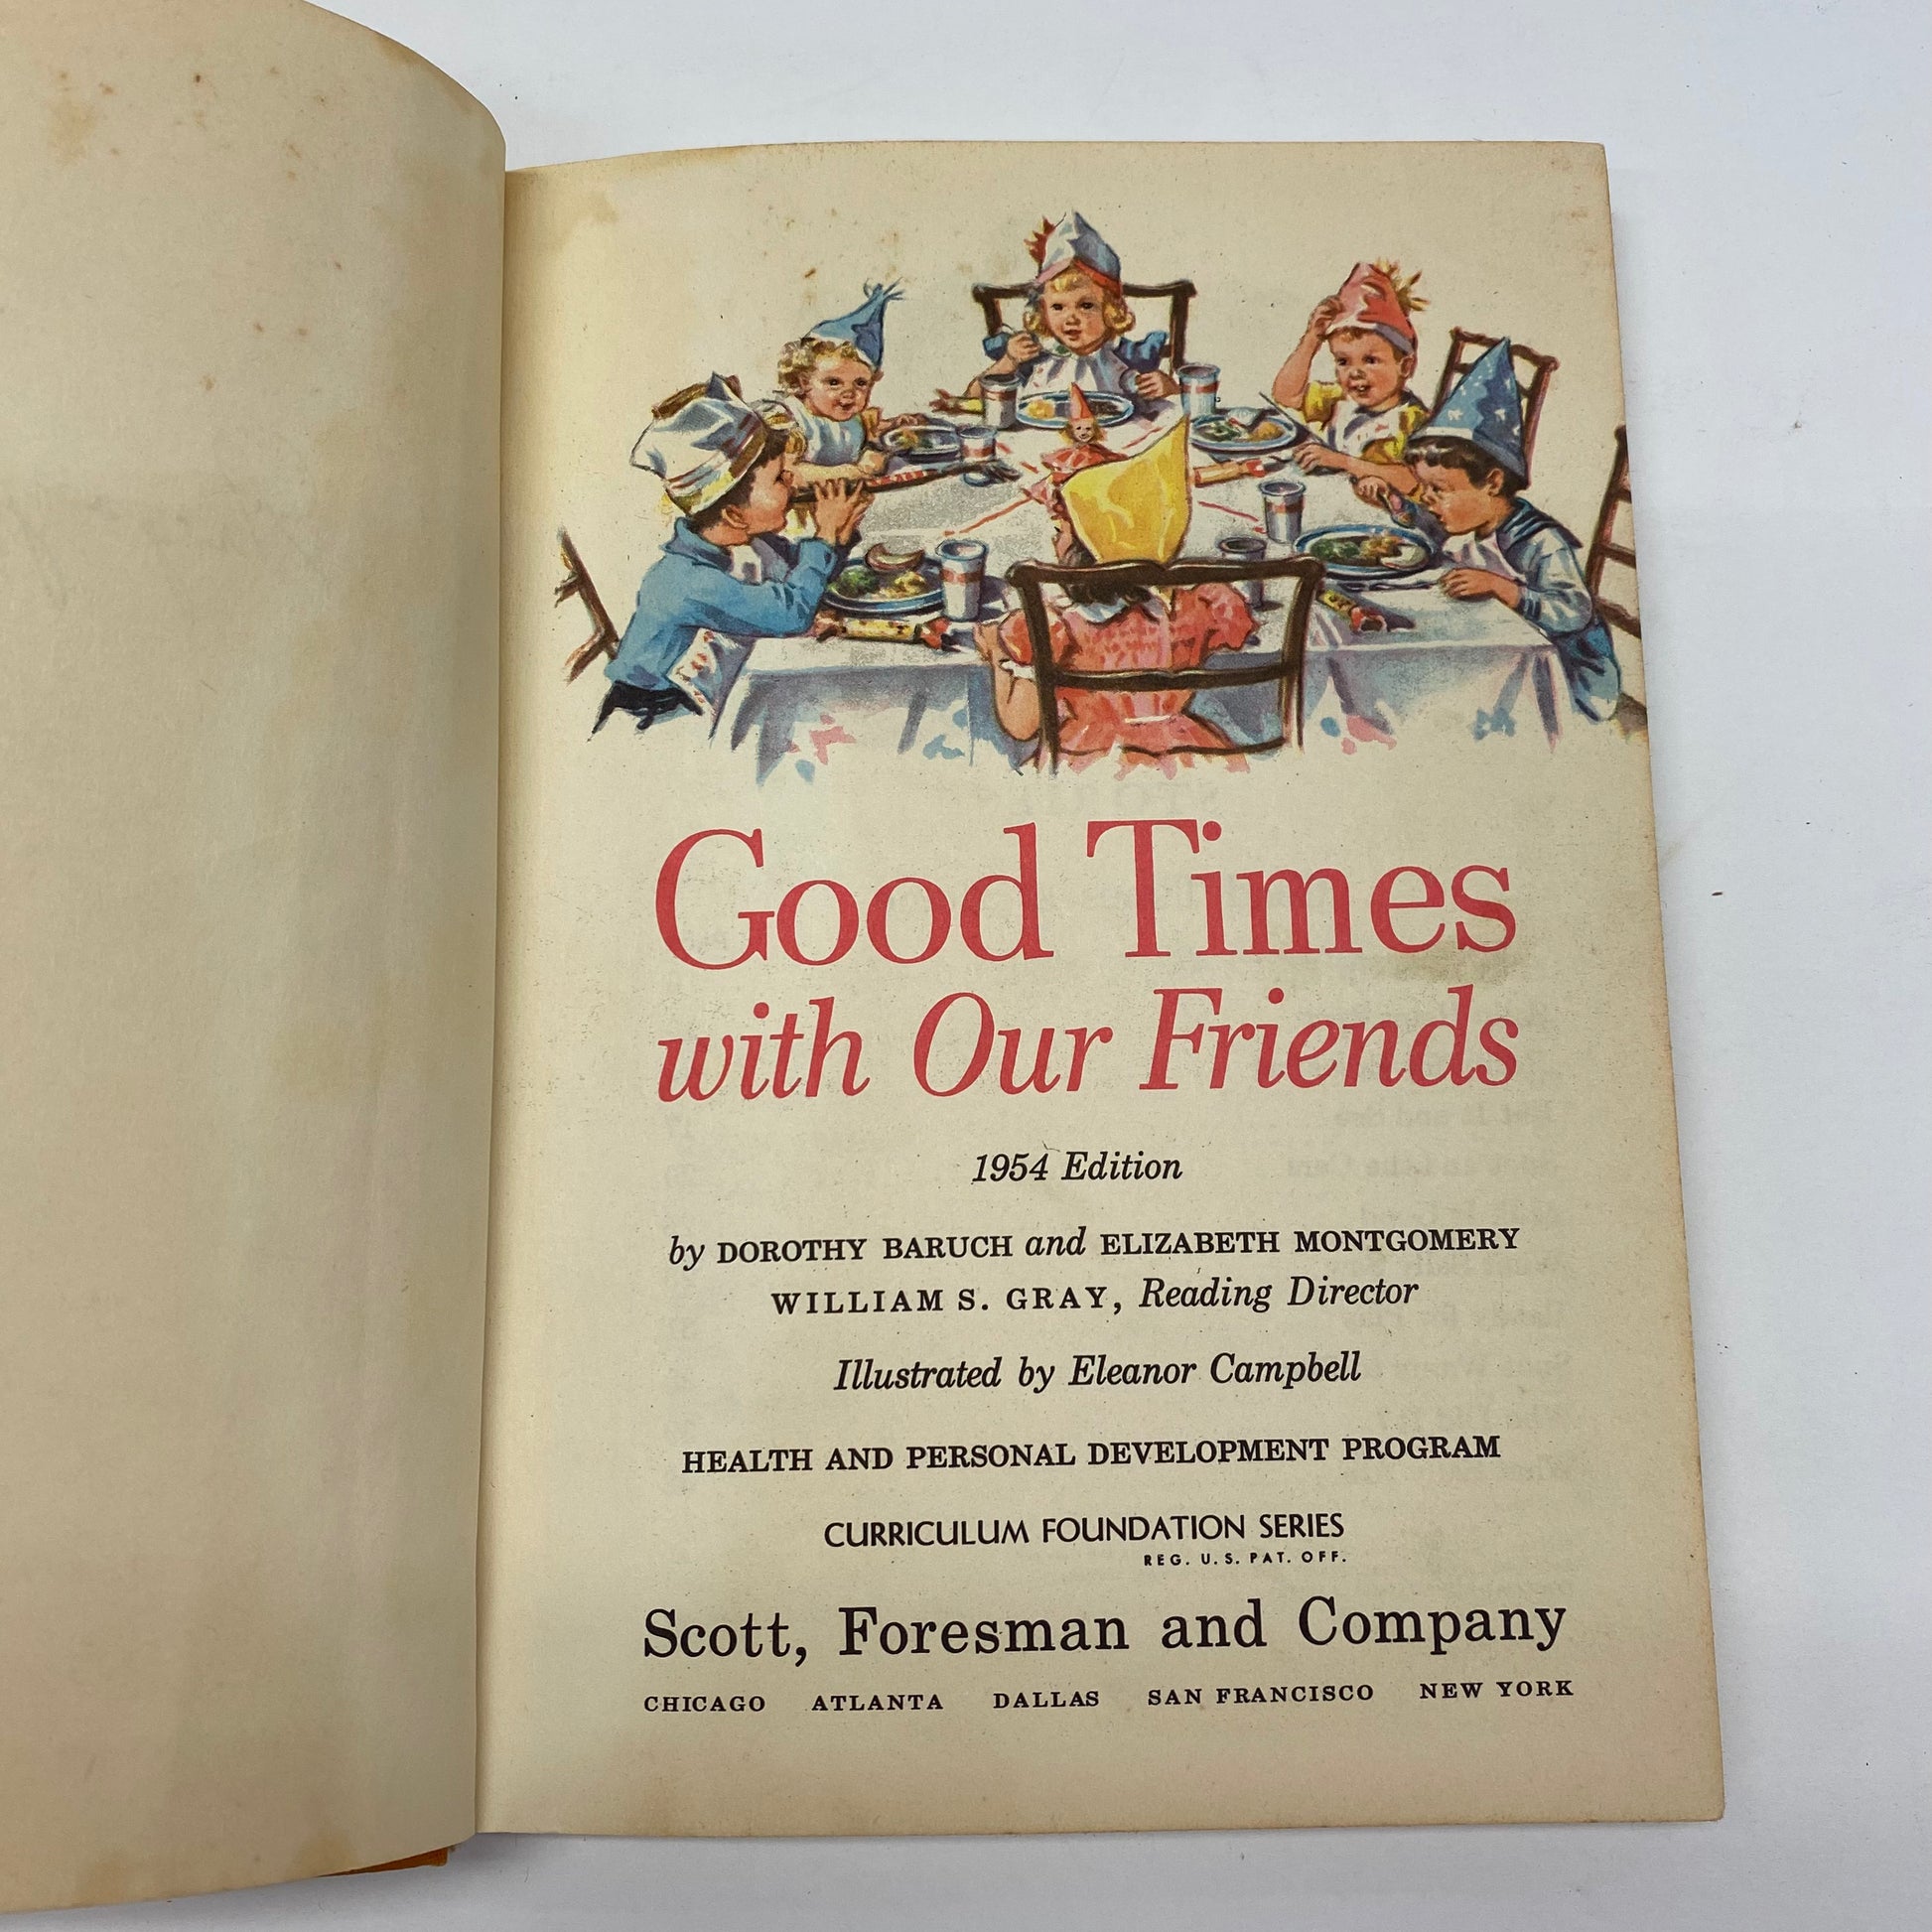 Good Times
with Our Friends
1954 Edition
by DOROTHY BARUCH and ELIZABETH MONTGOMERY
WILLIAM S. GRAY, Reading Director
Illustrated by Eleanor Campbell
HEALTH AND PERSONAL DEVELOPMENT PROGRAM
CURRICULUM FOUNDATION SERIES
REG. U.S. PAT. OFF.
Scott, Foresman and Company
CHICAGO ATLANTA DALLAS SAN FRANCISCO NEW YORK